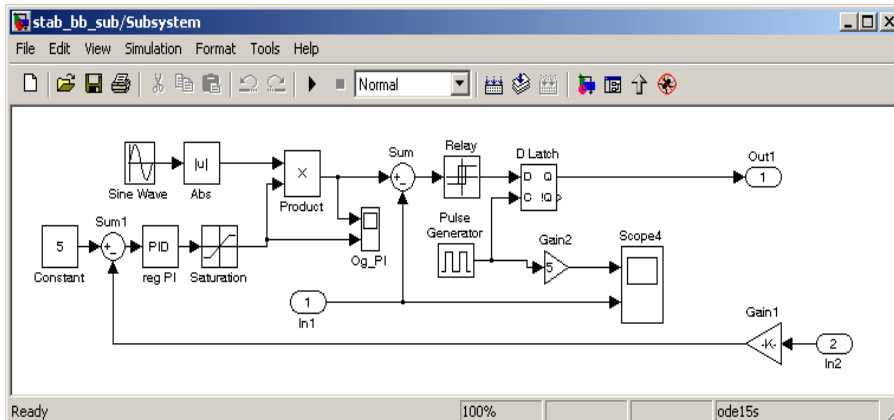 stab_bb_sub/Subsystem
File Edit View Simulation Format Tools Help
Normal
Sine Wave
|u|
Abs
X
Product
Sum
+
-
Relay
D Latch
D Q
C !Q
Out1
1
Sum1
5
Constant
+
-
PID
reg PI
Saturation
Og_PI
Pulse
Generator
Gain2
5
Scope4
1
In1
Gain1
-K-
2
In2
Ready
100%
ode15s